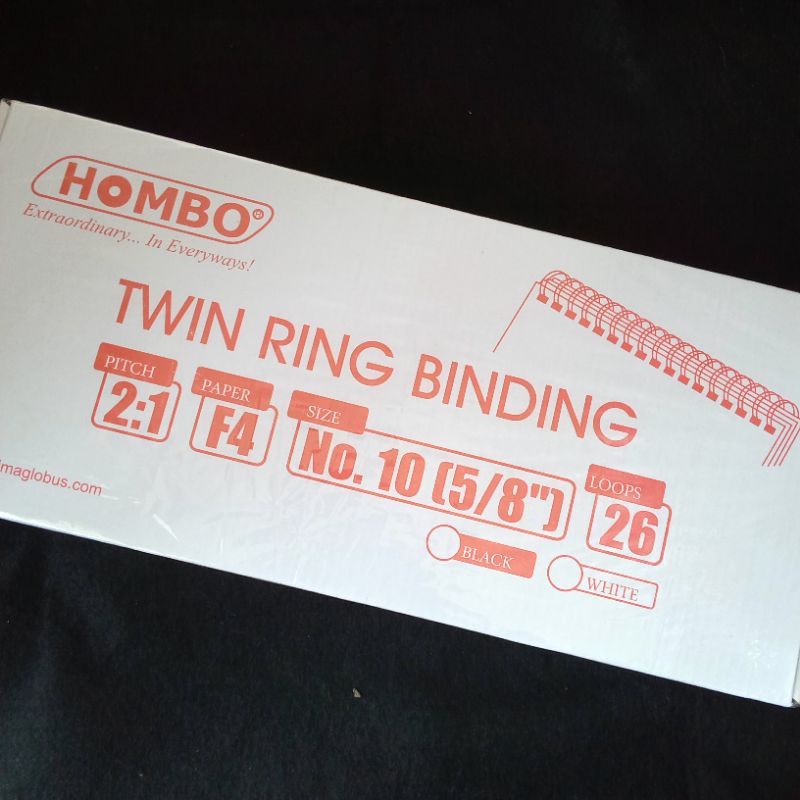 HOMBO®
Extraordinary... In Everyways!
TWIN RING BINDING
PITCH
2:1
PAPER
F4
SIZE
No. 10 (5/8")
LOOPS
26
BLACK
WHITE
imaglobus.com